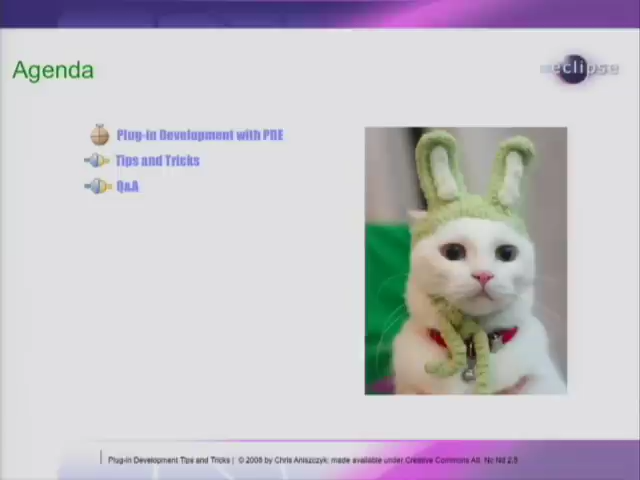 Agenda
eclipse
Plug-in Development with PDE
Tips and Tricks
Q&A
Plug-in Development Tips and Tricks | © 2008 by Chris Aniszczyk; made available under Creative Commons Att. Nc Nd 2.5